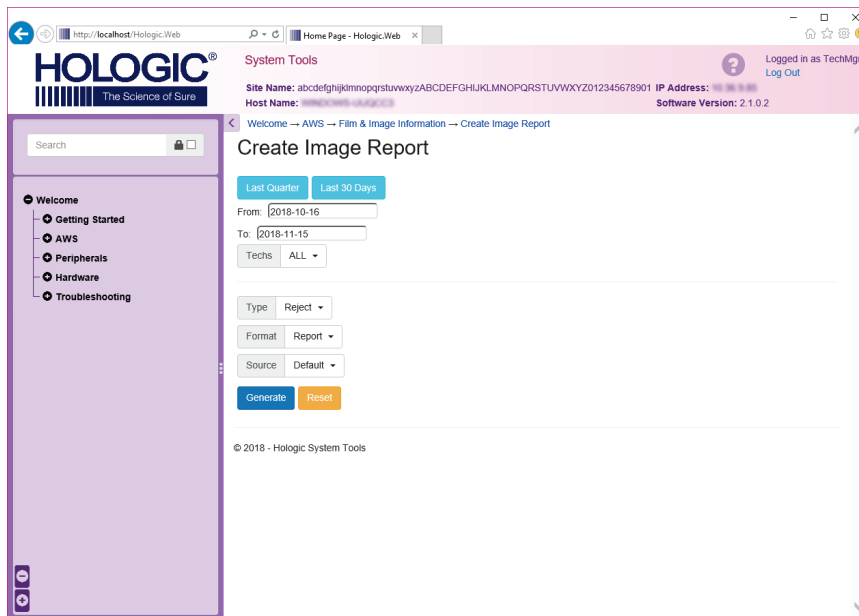 http://localhost/Hologic.Web
Home Page - Hologic.Web
HOLOGIC®
The Science of Sure
System Tools
Logged in as TechMgr
Log Out
Site Name: abcdefghijklmnopqrstuvwxyzABCDEFGHIJKLMNOPQRSTUVWXYZ012345678901 IP Address:
Host Name:
Software Version: 2.1.0.2
Search
Welcome → AWS → Film & Image Information → Create Image Report
Create Image Report
Last Quarter Last 30 Days
From: 2018-10-16
To: 2018-11-15
Techs ALL
Type Reject
Format Report
Source Default
Generate Reset
© 2018 - Hologic System Tools
Welcome
Getting Started
AWS
Peripherals
Hardware
Troubleshooting